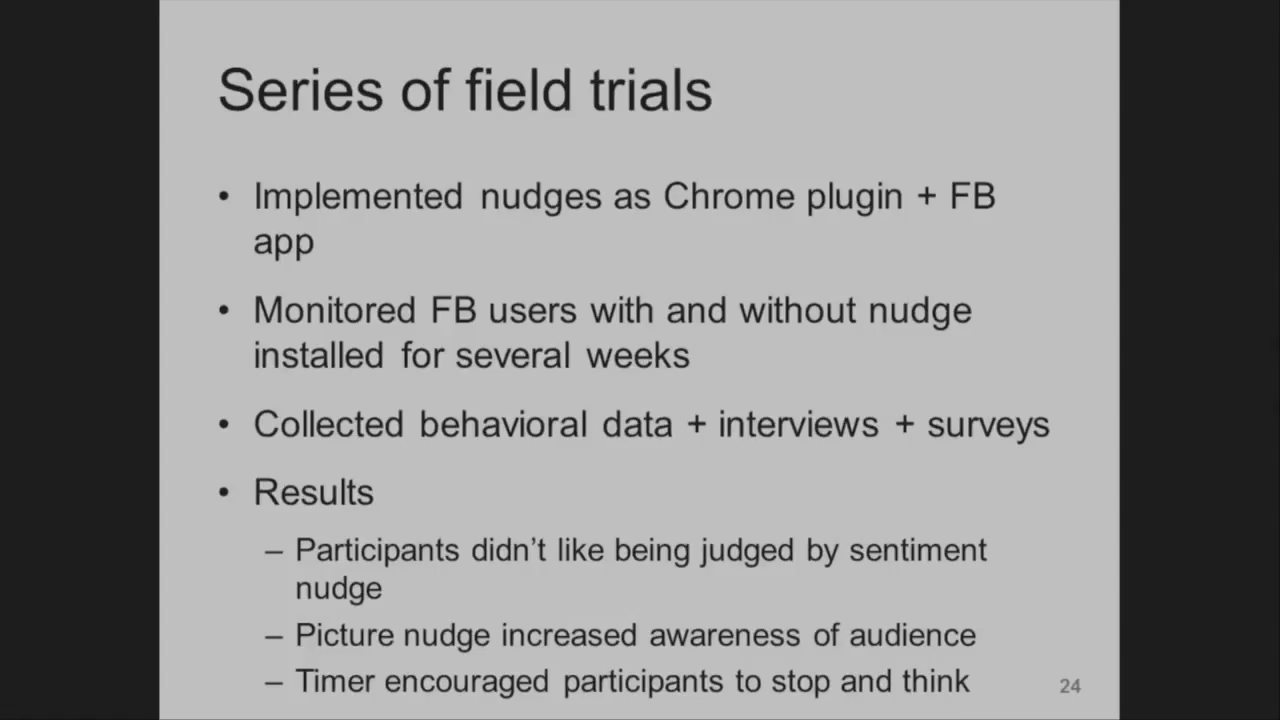 Series of field trials
• Implemented nudges as Chrome plugin + FB
app
• Monitored FB users with and without nudge
installed for several weeks
• Collected behavioral data + interviews + surveys
• Results
– Participants didn’t like being judged by sentiment
nudge
– Picture nudge increased awareness of audience
– Timer encouraged participants to stop and think
24